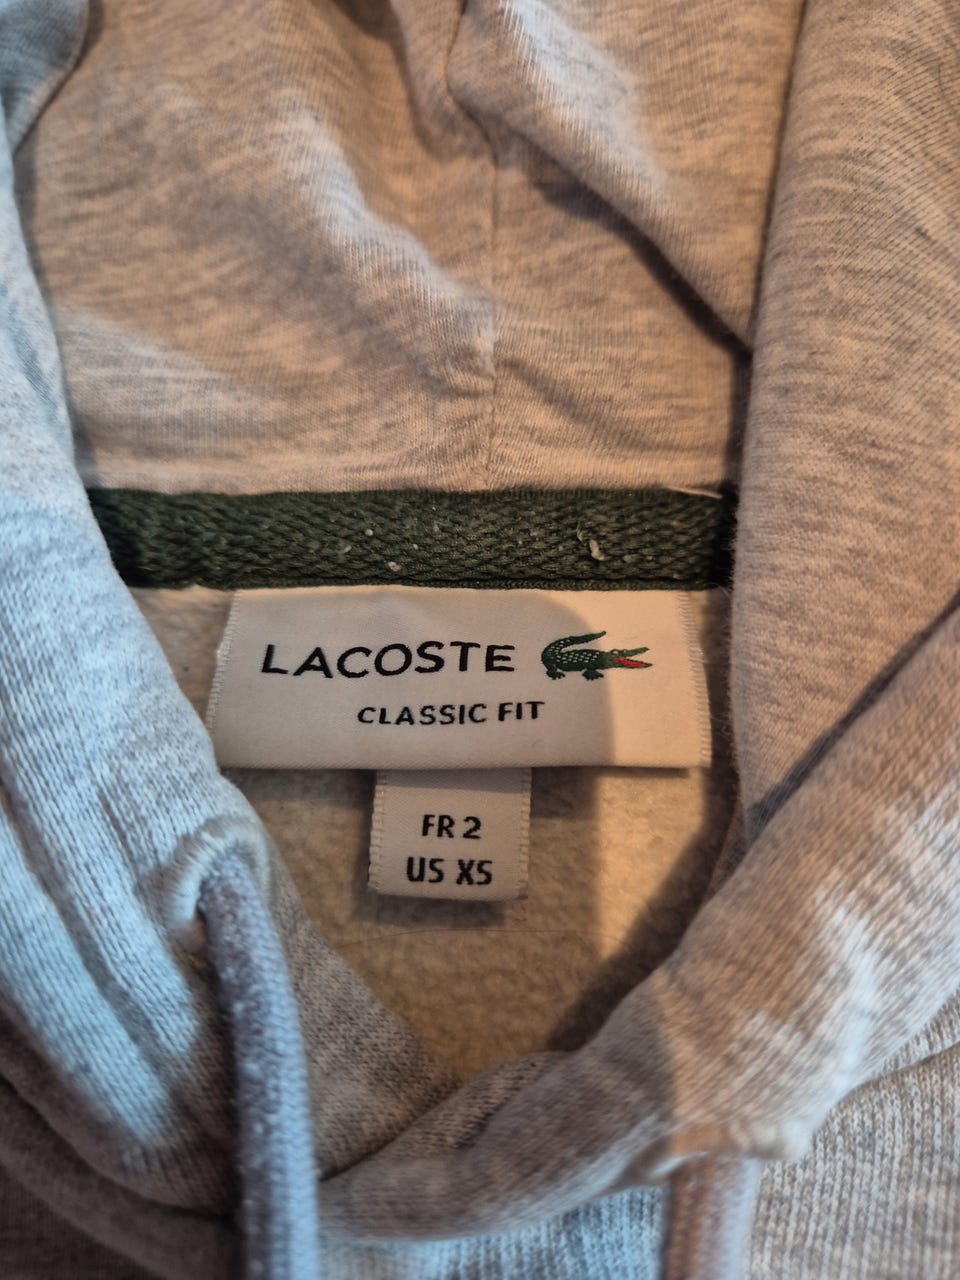 LACOSTE
CLASSIC FIT
FR 2
US XS